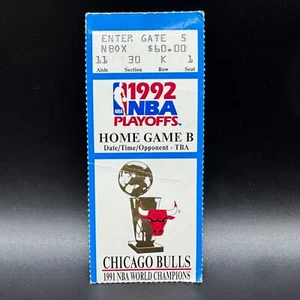 ENTER GATE 5
NBOX $60.00
11 30 K 1
Aisle Section Row Seat
NBA
1992
NBA
PLAYOFFS
HOME GAME B
Date/Time/Opponent - TBA
CHICAGO BULLS
1991 NBA WORLD CHAMPIONS